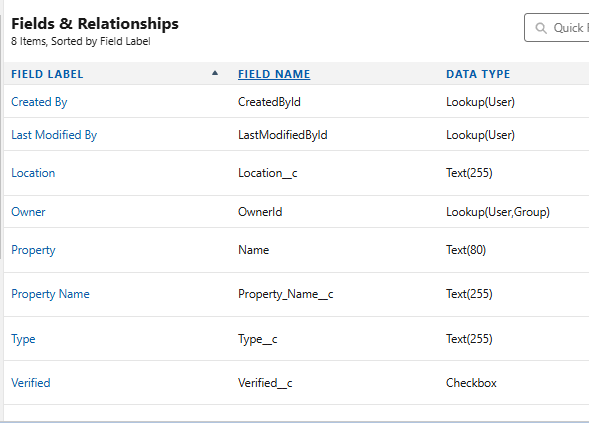 Fields & Relationships
8 Items, Sorted by Field Label
Quick
FIELD LABEL FIELD NAME DATA TYPE
Created By CreatedById Lookup(User)
Last Modified By LastModifiedById Lookup(User)
Location Location__c Text(255)
Owner OwnerId Lookup(User,Group)
Property Name Text(80)
Property Name Property_Name__c Text(255)
Type Type__c Text(255)
Verified Verified__c Checkbox